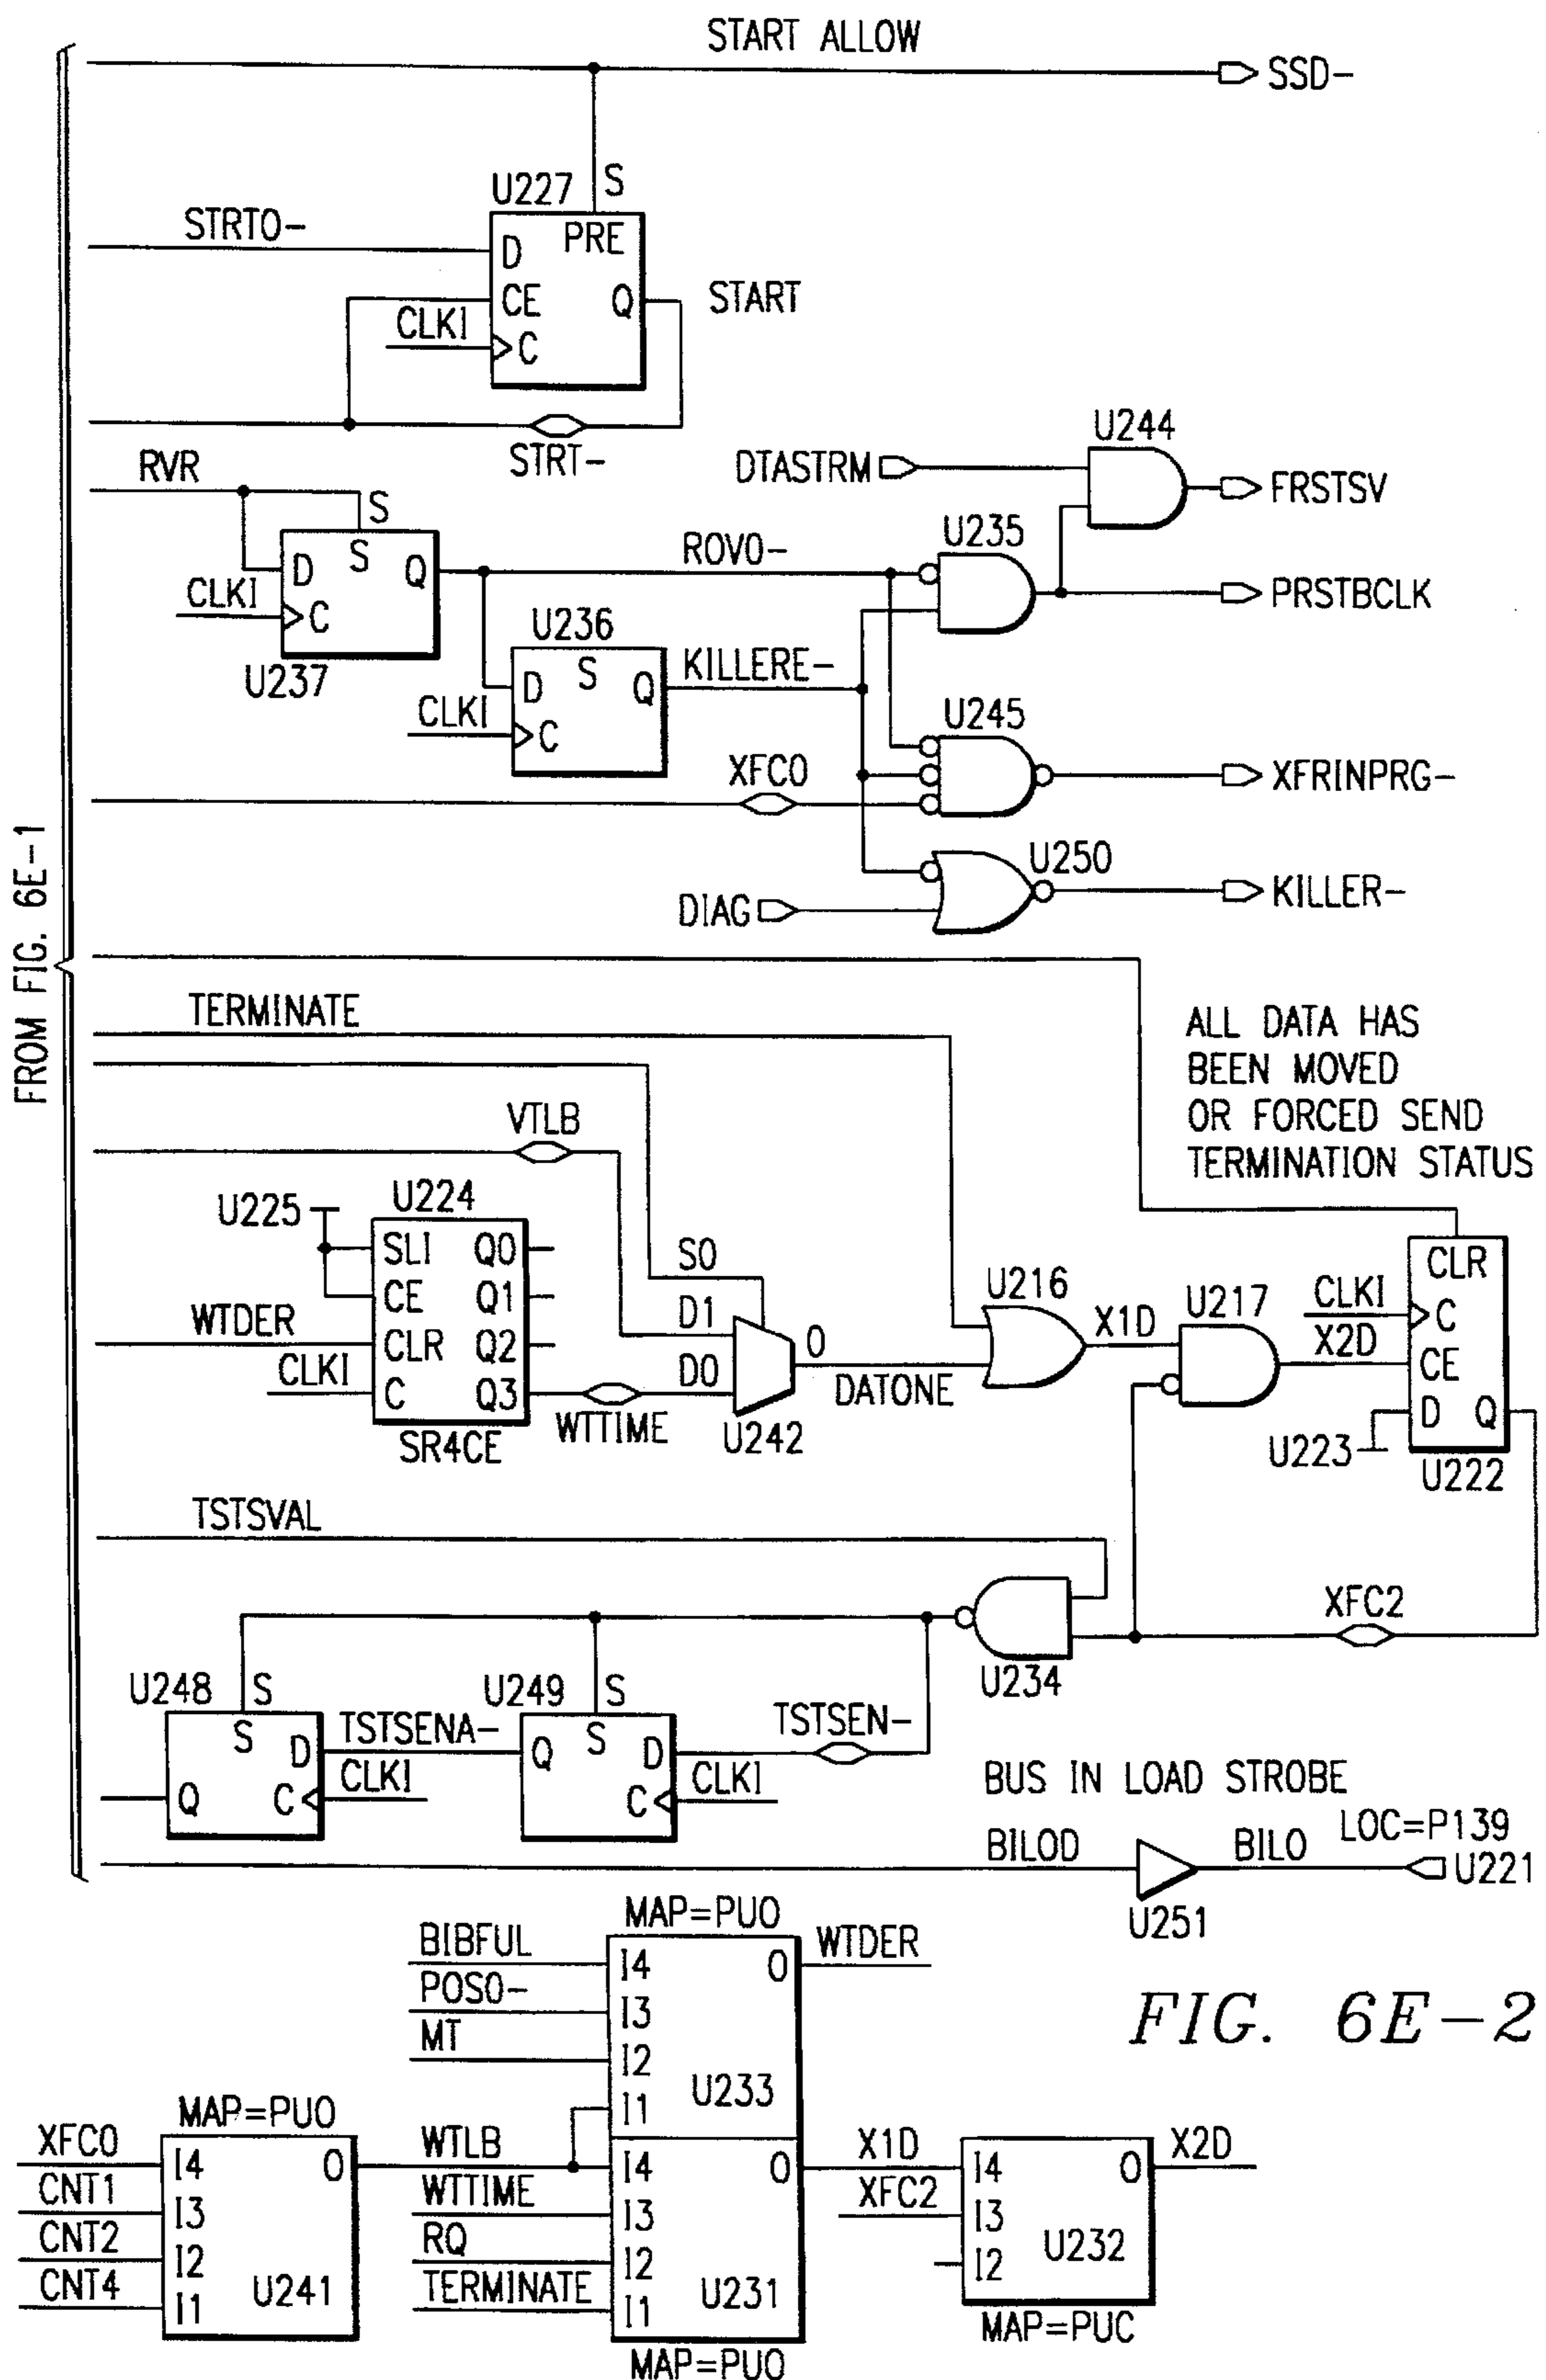 START ALLOW
SSD-
U227
S
STRTO-
D
PRE
CE
Q
START
CLKI
C
STRT-
RVR
S
S
D
Q
CLKI
C
U237
ROVO-
U236
D
S
Q
CLKI
C
KILLERE-
DTASTRM
U244
FRSTSV
U235
PRSTBCLK
U245
XFCO
XFRINPRG-
U250
DIAG
KILLER-
FROM FIG. 6E-1
TERMINATE
ALL DATA HAS
BEEN MOVED
OR FORCED SEND
TERMINATION STATUS
VTLB
U225
U224
SLI
Q0
CE
Q1
WTDER
CLR
Q2
CLKI
C
Q3
SR4CE
WTTIME
S0
D1
D0
O
U242
DATONE
U216
X1D
U217
CLKI
X2D
CLR
C
CE
D
Q
U223
U222
TSTSVAL
XFC2
U234
U248
S
S
D
Q
C
TSTSENA-
CLKI
U249
S
Q
S
D
C
TSTSEN-
CLKI
BUS IN LOAD STROBE
LOC=P139
BILOD
BILO
U221
U251
MAP=PUO
BIBFUL
I4
O
WTDER
POSO-
I3
MT
I2
U233
I1
FIG. 6E-2
MAP=PUO
XFCO
I4
O
WTLB
CNT1
I3
CNT2
I2
CNT4
I1
U241
I4
O
WTTIME
I3
RQ
I2
TERMINATE
I1
U231
MAP=PUO
X1D
I4
O
X2D
XFC2
I3
I2
U232
MAP=PUC